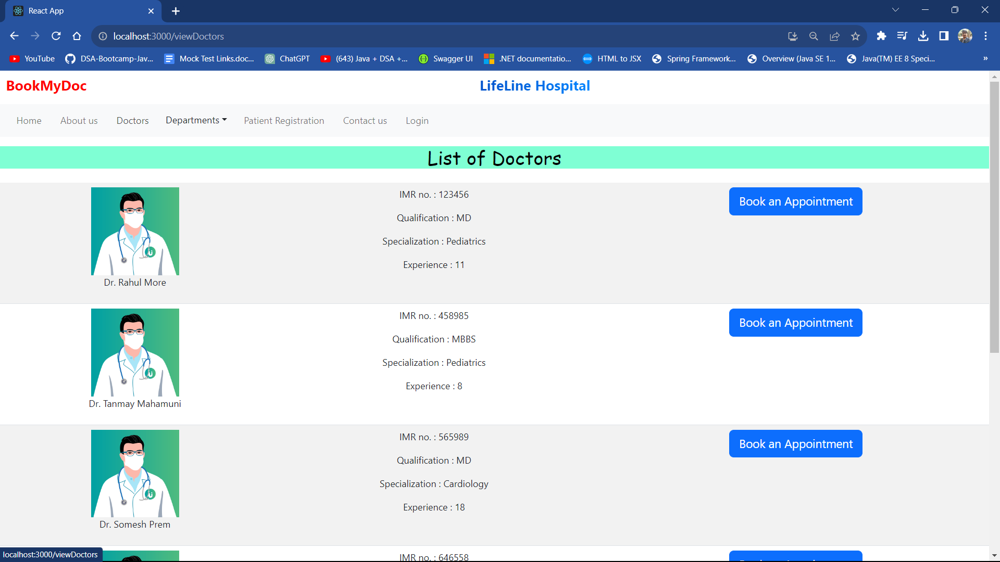 React App
localhost:3000/viewDoctors
YouTube
DSA-Bootcamp-Jav...
Mock Test Links.doc...
ChatGPT
(643) Java + DSA +...
Swagger UI
.NET documentatio...
HTML to JSX
Spring Framework...
Overview (Java SE 1...
Java(TM) EE 8 Speci...
»
BookMyDoc
LifeLine Hospital
Home
About us
Doctors
Departments
Patient Registration
Contact us
Login
List of Doctors
IMR no. : 123456
Qualification : MD
Specialization : Pediatrics
Experience : 11
Dr. Rahul More
Book an Appointment
IMR no. : 458985
Qualification : MBBS
Specialization : Pediatrics
Experience : 8
Dr. Tanmay Mahamuni
Book an Appointment
IMR no. : 565989
Qualification : MD
Specialization : Cardiology
Experience : 18
Dr. Somesh Prem
Book an Appointment
IMR no. : 646558
localhost:3000/viewDoctors